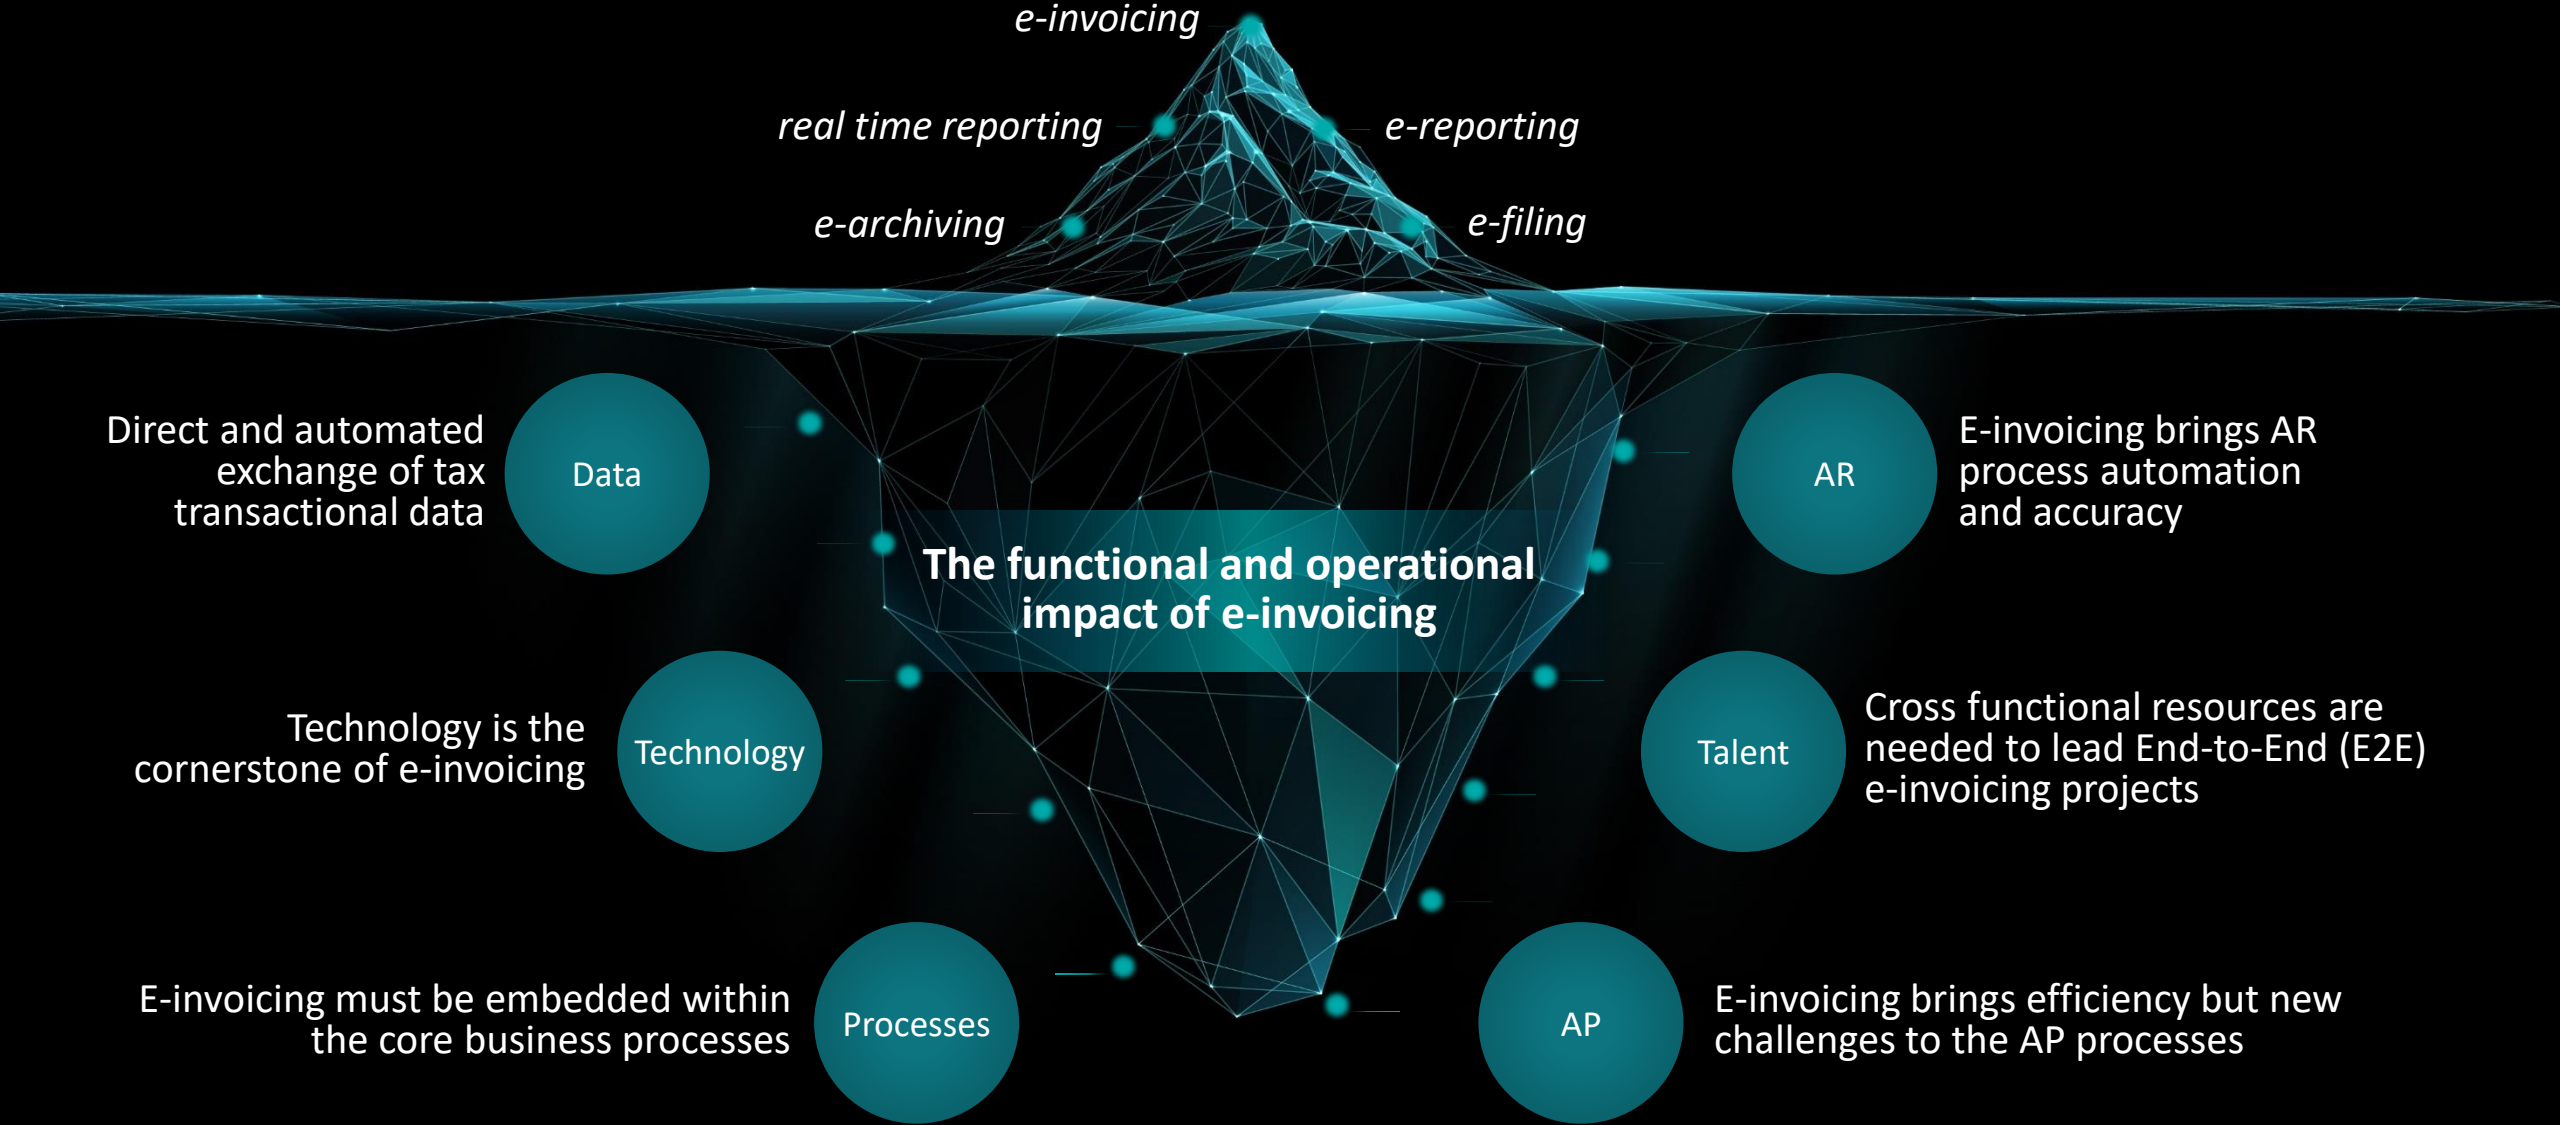 e-invoicing
real time reporting
e-reporting
e-archiving
e-filing
Direct and automated
exchange of tax
transactional data
Data
AR
E-invoicing brings AR
process automation
and accuracy
The functional and operational
impact of e-invoicing
Technology is the
cornerstone of e-invoicing
Technology
Talent
Cross functional resources are
needed to lead End-to-End (E2E)
e-invoicing projects
E-invoicing must be embedded within
the core business processes
Processes
AP
E-invoicing brings efficiency but new
challenges to the AP processes